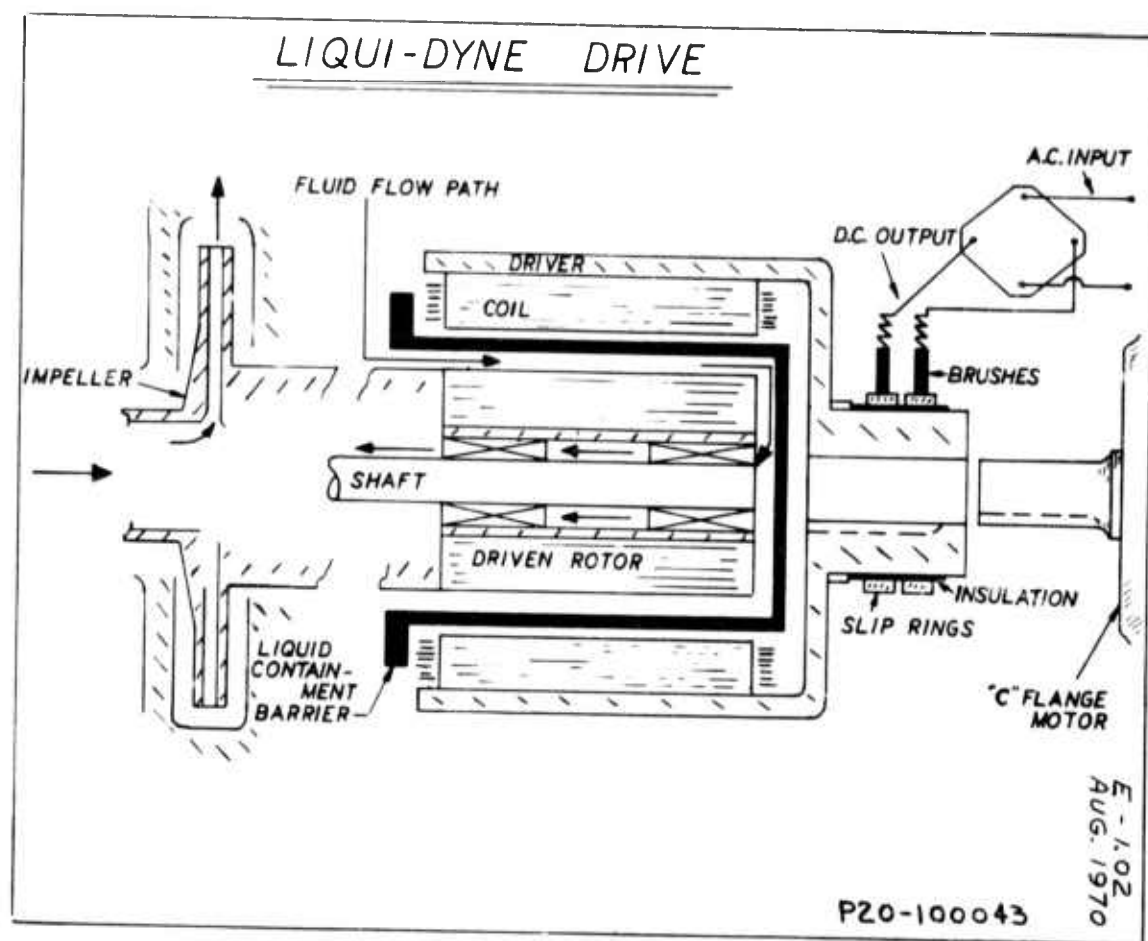 LIQUI-DYNE DRIVE
A.C. INPUT
FLUID FLOW PATH
D.C. OUTPUT
DRIVER
COIL
IMPELLER
BRUSHES
SHAFT
DRIVEN ROTOR
INSULATION
SLIP RINGS
LIQUID
CONTAIN-
MENT
BARRIER
"C" FLANGE
MOTOR
E-1.02
AUG. 1970
P20-100043